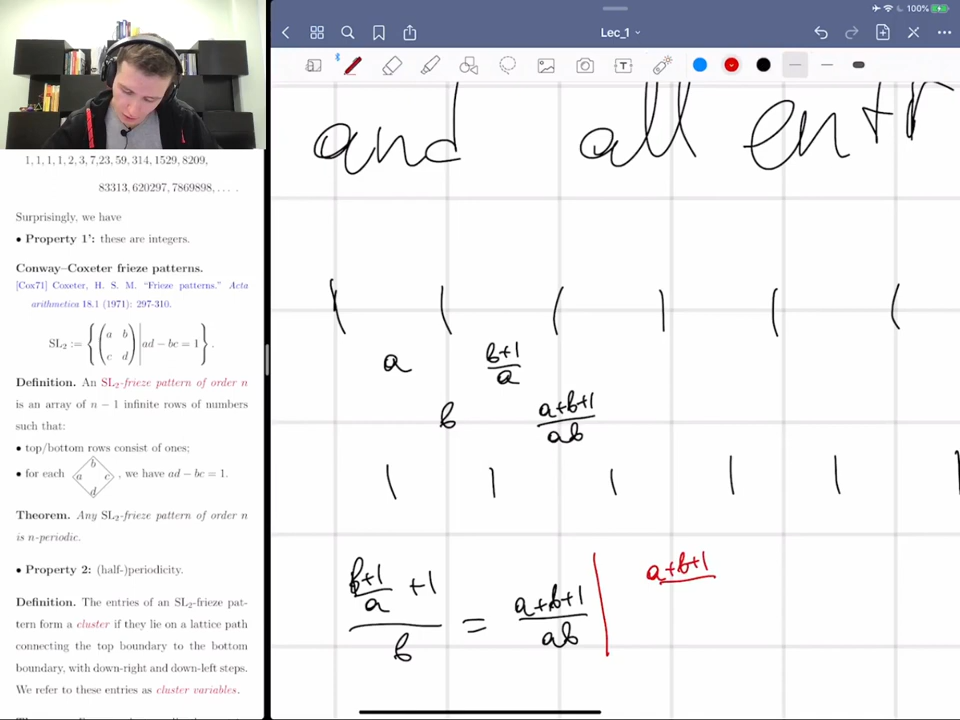 100%
Lec_1
1, 1, 1, 1, 2, 3, 7,23, 59, 314, 1529, 8209,
83313, 620297, 7869898, . . . .
Surprisingly, we have
• Property 1’: these are integers.
Conway–Coxeter frieze patterns.
[Cox71] Coxeter, H. S. M. “Frieze patterns.” Acta
arithmetica 18.1 (1971): 297-310.
SL₂ := { ( a b c d ) | ad − bc = 1 } .
Definition. An SL₂-frieze pattern of order n
is an array of n − 1 infinite rows of numbers
such that:
• top/bottom rows consist of ones;
• for each a b c d , we have ad − bc = 1.
Theorem. Any SL₂-frieze pattern of order n
is n-periodic.
• Property 2: (half-)periodicity.
Definition. The entries of an SL₂-frieze pat-
tern form a cluster if they lie on a lattice path
connecting the top boundary to the bottom
boundary, with down-right and down-left steps.
We refer to these entries as cluster variables.
and all entr
1 1 1 1 1 1
a (b+1)/a
b (a+b+1)/ab
1 1 1 1 1 1
((b+1)/a + 1)/b = (a+b+1)/ab | a+b+1